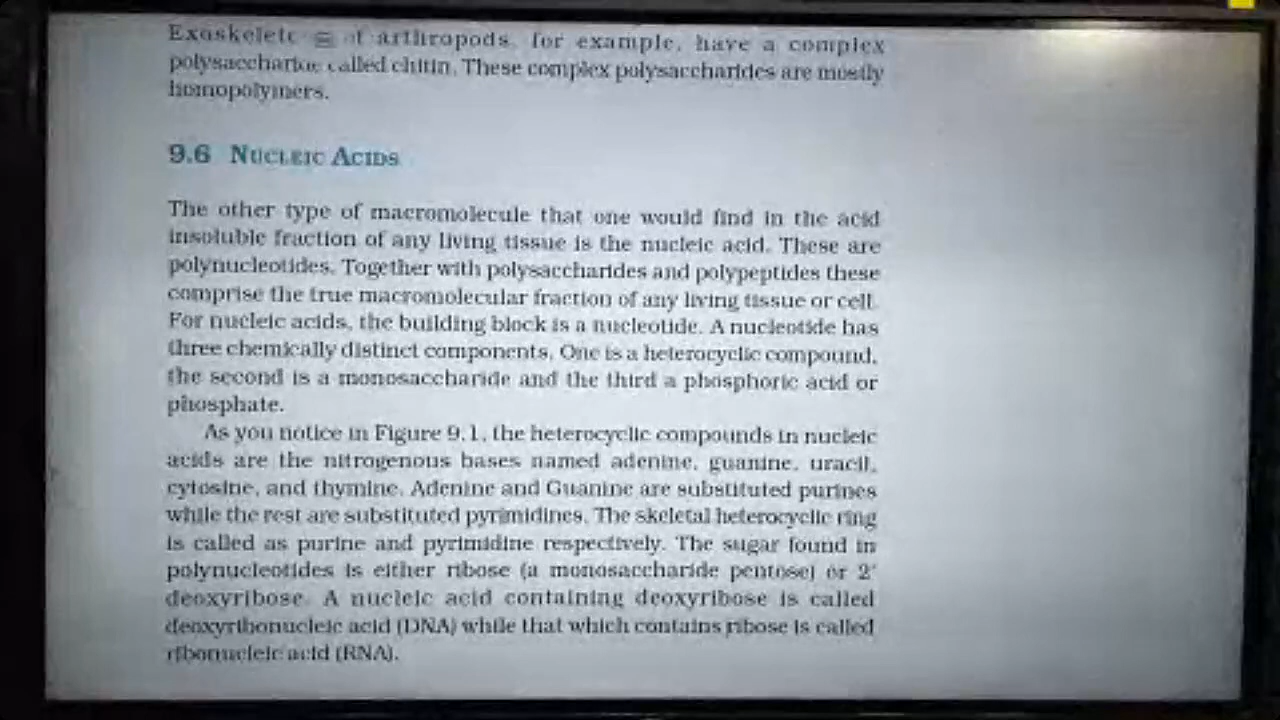 Exoskeletons of arthropods, for example, have a complex
polysaccharide called chitin. These complex polysaccharides are mostly
homopolymers.
9.6 NUCLEIC ACIDS
The other type of macromolecule that one would find in the acid
insoluble fraction of any living tissue is the nucleic acid. These are
polynucleotides. Together with polysaccharides and polypeptides these
comprise the true macromolecular fraction of any living tissue or cell.
For nucleic acids, the building block is a nucleotide. A nucleotide has
three chemically distinct components. One is a heterocyclic compound,
the second is a monosaccharide and the third a phosphoric acid or
phosphate.
As you notice in Figure 9.1, the heterocyclic compounds in nucleic
acids are the nitrogenous bases named adenine, guanine, uracil,
cytosine, and thymine. Adenine and Guanine are substituted purines
while the rest are substituted pyrimidines. The skeletal heterocyclic ring
is called as purine and pyrimidine respectively. The sugar found in
polynucleotides is either ribose (a monosaccharide pentose) or 2'
deoxyribose. A nucleic acid containing deoxyribose is called
deoxyribonucleic acid (DNA) while that which contains ribose is called
ribonucleic acid (RNA).